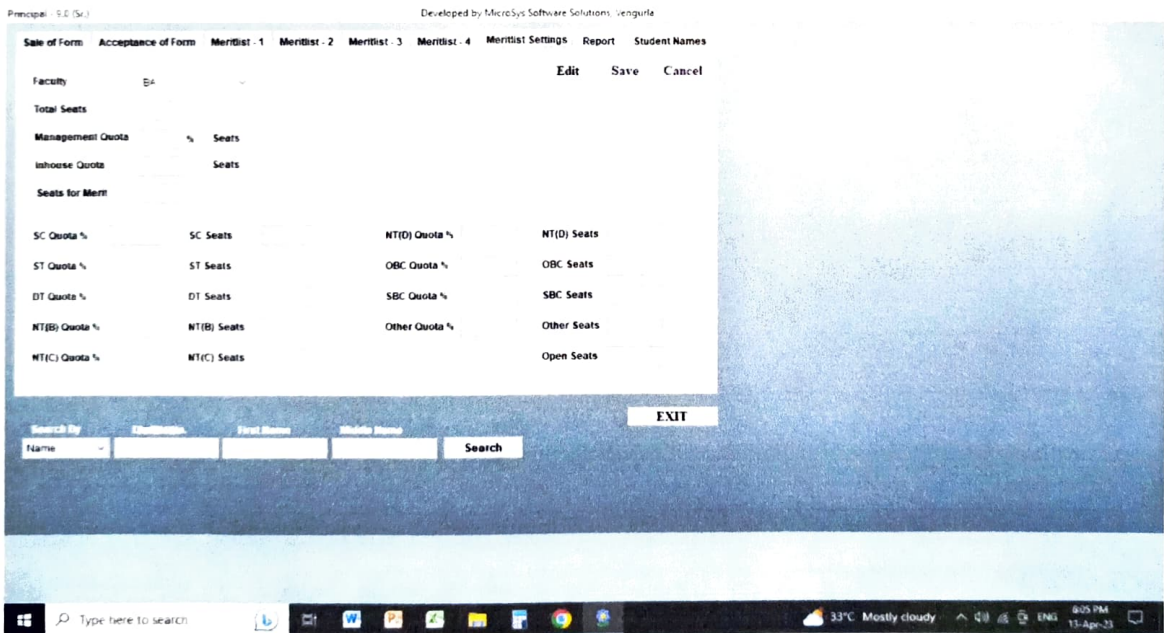 Principal - 9.0 (Sr.) Developed by MicroSys Software Solutions, Vengurla
Sale of Form Acceptance of Form Meritlist - 1 Meritlist - 2 Meritlist - 3 Meritlist - 4 Meritlist Settings Report Student Names
Edit Save Cancel
Faculty BA
Total Seats
Management Quota % Seats
Inhouse Quota Seats
Seats for Merit
SC Quota % SC Seats NT(D) Quota % NT(D) Seats
ST Quota % ST Seats OBC Quota % OBC Seats
DT Quota % DT Seats SBC Quota % SBC Seats
NT(B) Quota % NT(B) Seats Other Quota % Other Seats
NT(C) Quota % NT(C) Seats Open Seats
EXIT
Search By First Name Middle Name
Name Search
Type here to search 33°C Mostly cloudy ENG 6:05 PM
13-Apr-23